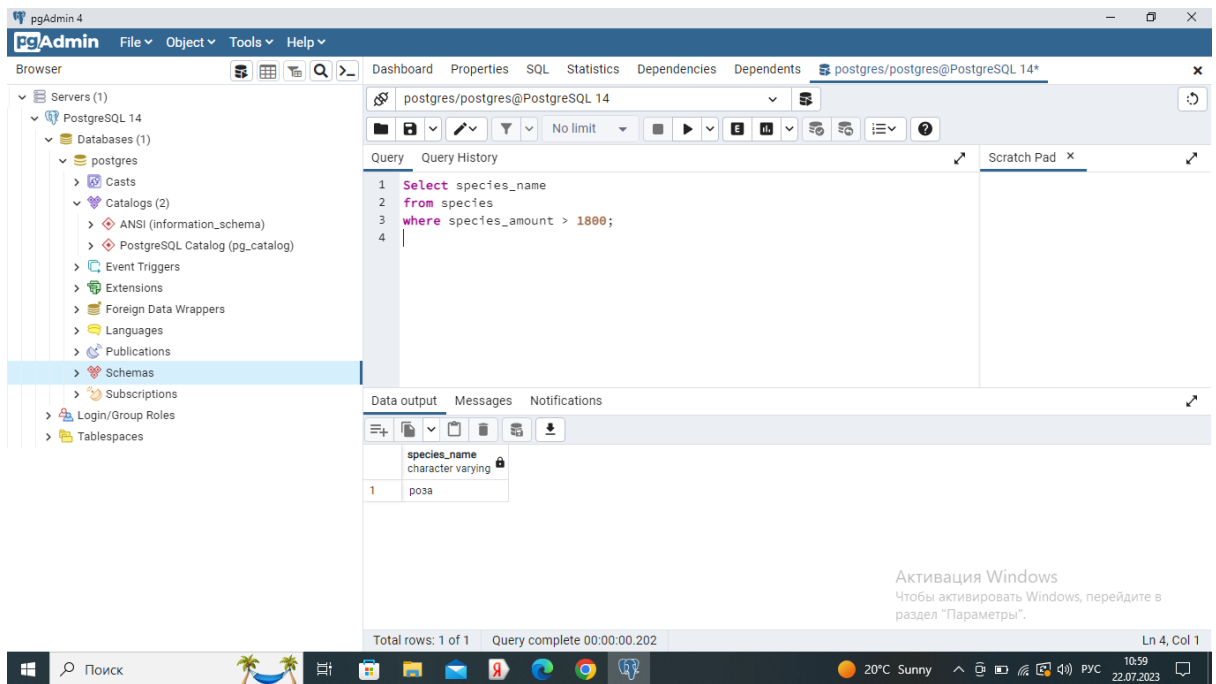 pgAdmin 4
pgAdmin File Object Tools Help
Browser
Dashboard Properties SQL Statistics Dependencies Dependents postgres/postgres@PostgreSQL 14*
Servers (1)
PostgreSQL 14
Databases (1)
postgres
Casts
Catalogs (2)
ANSI (information_schema)
PostgreSQL Catalog (pg_catalog)
Event Triggers
Extensions
Foreign Data Wrappers
Languages
Publications
Schemas
Subscriptions
Login/Group Roles
Tablespaces
postgres/postgres@PostgreSQL 14
No limit
E
Query Query History
Scratch Pad
1 Select species_name
2 from species
3 where species_amount > 1800;
4
Data output Messages Notifications
species_name
character varying
1 роза
Активация Windows
Чтобы активировать Windows, перейдите в
раздел "Параметры".
Total rows: 1 of 1 Query complete 00:00:00.202 Ln 4, Col 1
Поиск
Я
20°C Sunny
РУС
10:59
22.07.2023